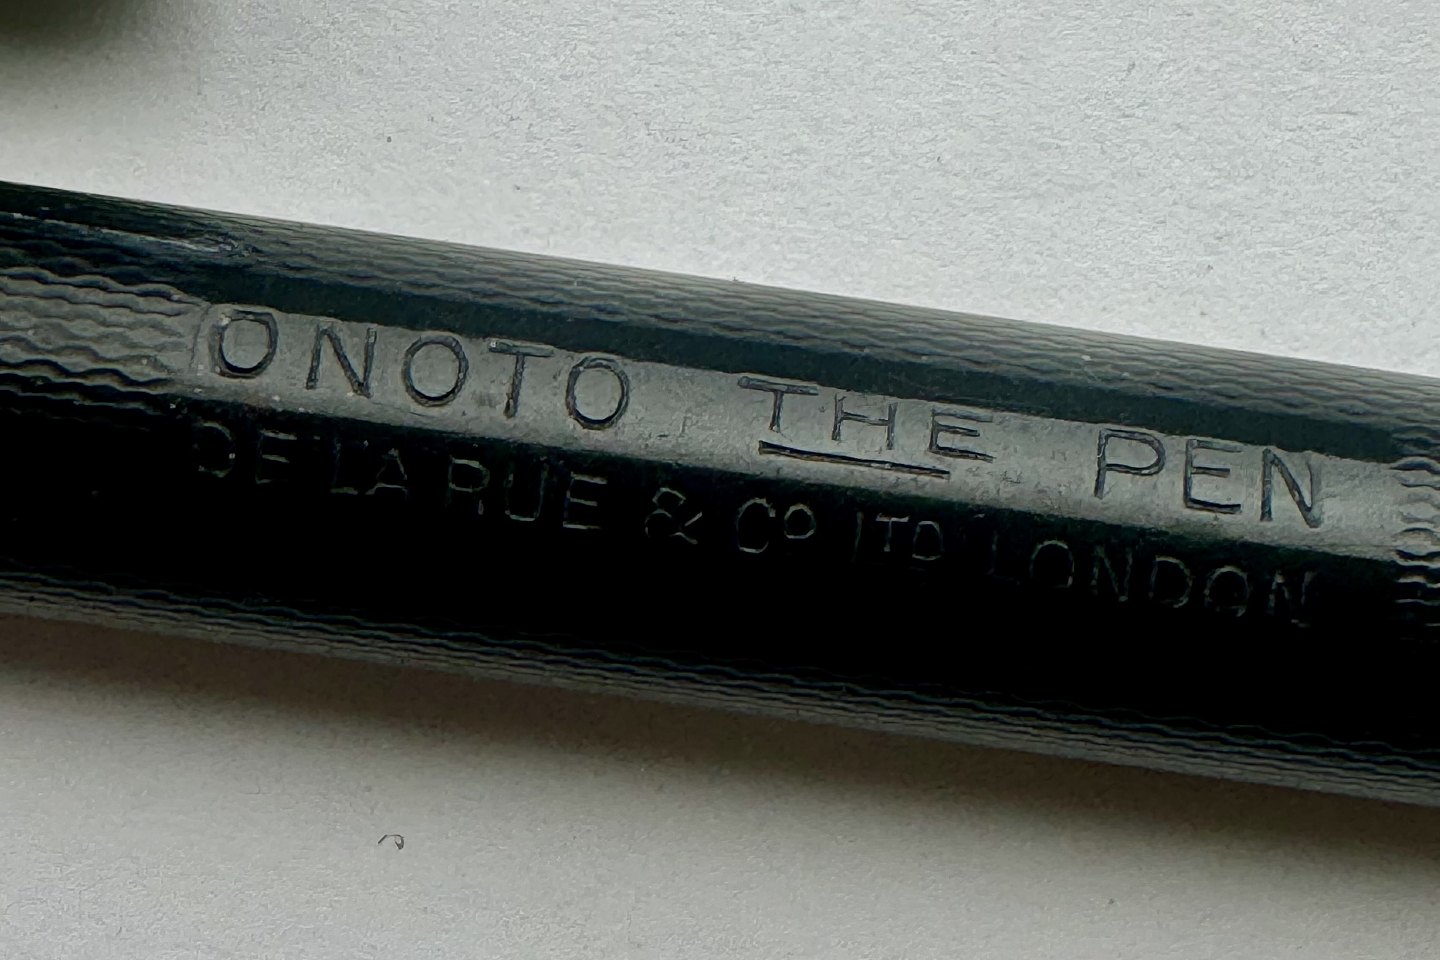 ONOTO THE PEN
DE LA RUE & Cº LTD LONDON